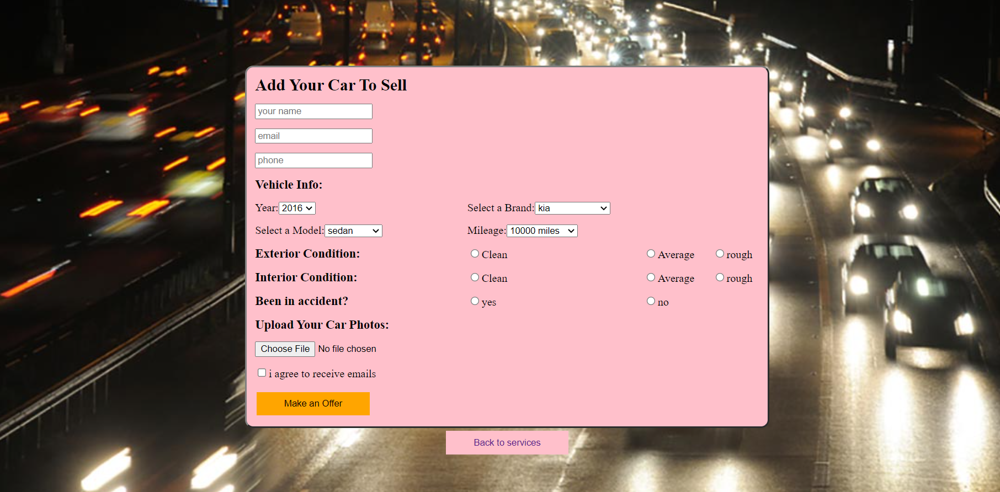 Add Your Car To Sell
your name
email
phone
Vehicle Info:
Year: 2016 Select a Brand: kia
Select a Model: sedan Mileage: 10000 miles
Exterior Condition: Clean Average rough
Interior Condition: Clean Average rough
Been in accident? yes no
Upload Your Car Photos:
Choose File No file chosen
i agree to receive emails
Make an Offer
Back to services